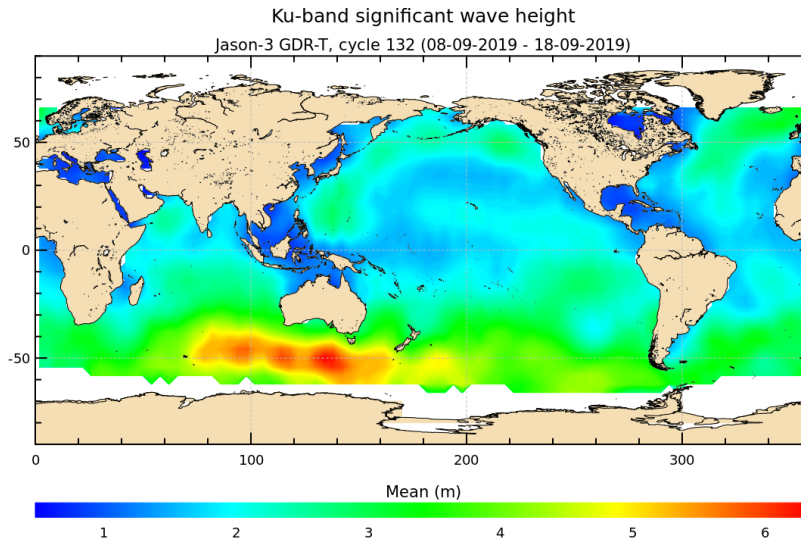 Ku-band significant wave height
Jason-3 GDR-T, cycle 132 (08-09-2019 - 18-09-2019)
50
0
-50
0 100 200 300
Mean (m)
1 2 3 4 5 6